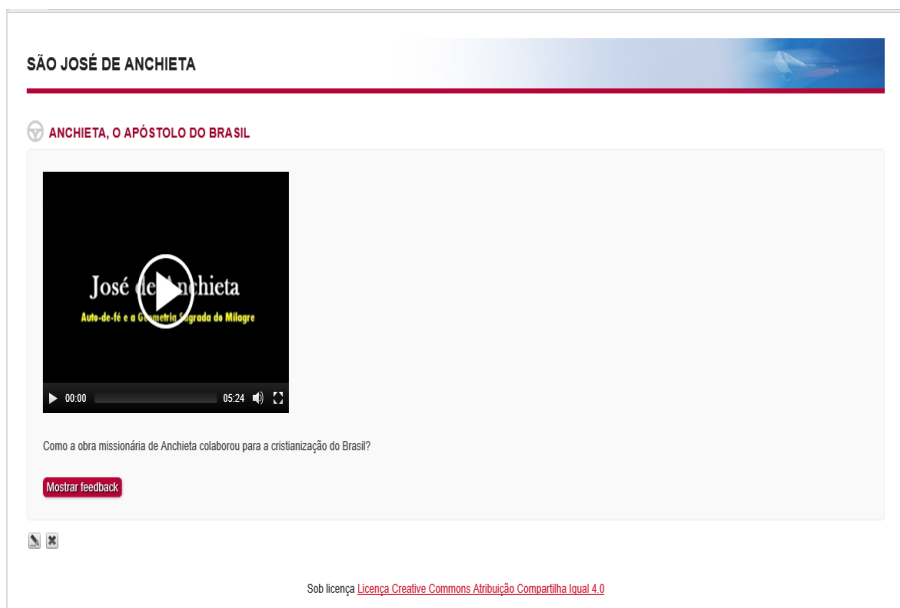 SÃO JOSÉ DE ANCHIETA
ANCHIETA, O APÓSTOLO DO BRASIL
José de Anchieta
Auto-de-fé e a Geometria Sagrada do Milagre
00:00 05:24
Como a obra missionária de Anchieta colaborou para a cristianização do Brasil?
Mostrar feedback
Sob licença Licença Creative Commons Atribuição Compartilha Igual 4.0